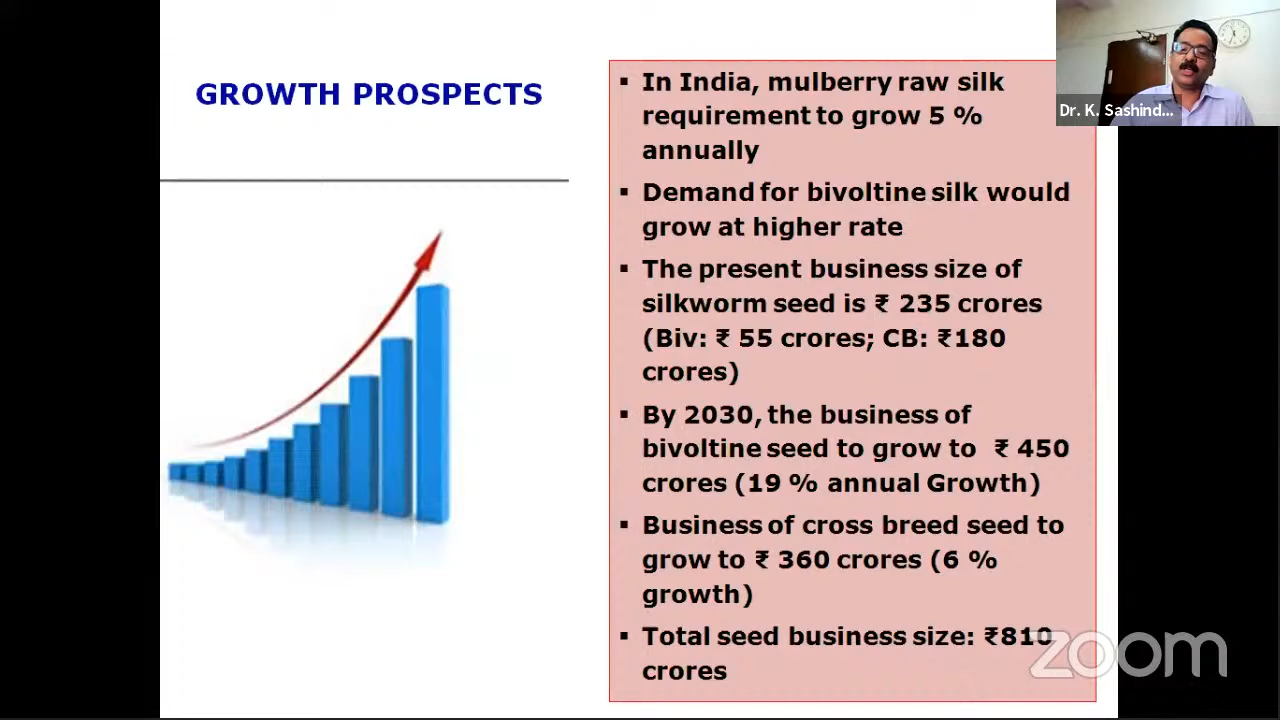 GROWTH PROSPECTS
▪ In India, mulberry raw silk
requirement to grow 5 %
annually
▪ Demand for bivoltine silk would
grow at higher rate
▪ The present business size of
silkworm seed is ₹ 235 crores
(Biv: ₹ 55 crores; CB: ₹180
crores)
▪ By 2030, the business of
bivoltine seed to grow to ₹ 450
crores (19 % annual Growth)
▪ Business of cross breed seed to
grow to ₹ 360 crores (6 %
growth)
▪ Total seed business size: ₹810
crores
Dr. K. Sashind...
zoom